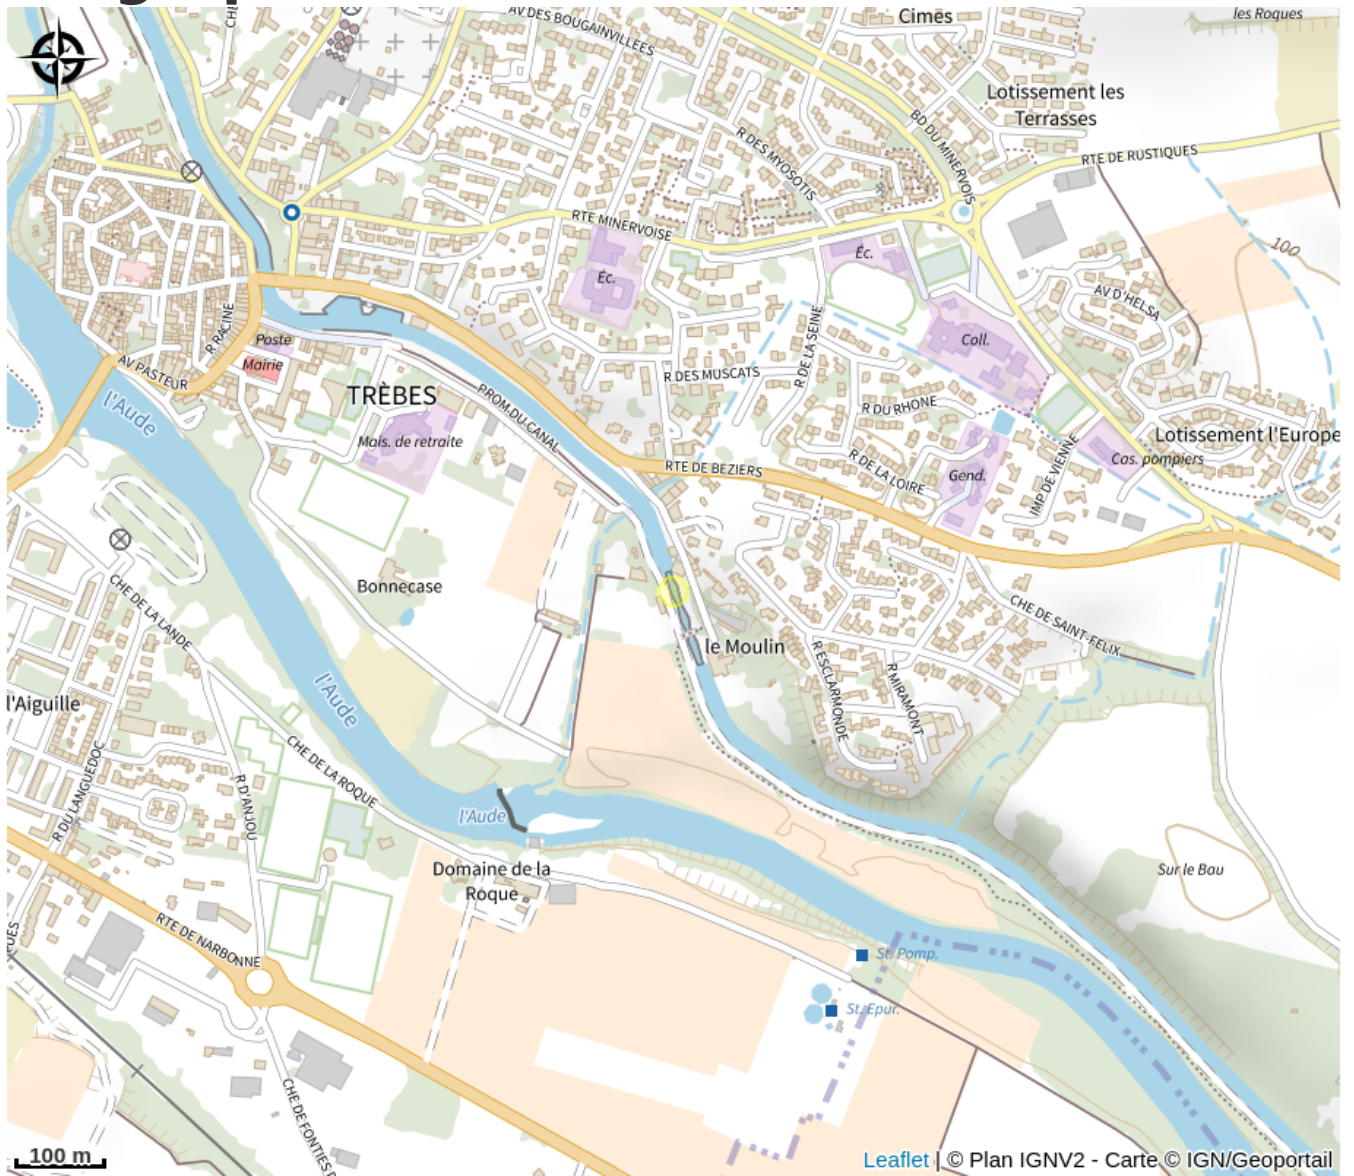 AV DES BOUGAINVILLEES
Cimes
les Roques
Lotissement les
Terrasses
BD DU MINERVOIS
R DES MYOSOTIS
RTE DE RUSTIQUES
RTE MINERVOISE
Éc.
Éc.
100
AV D'HELSA
R RACINE
Poste
Mairie
AV PASTEUR
Coll.
R DE LA SEINE
R DES MUSCATS
TRÈBES
PROM DU CANAL
l'Aude
R DU RHONE
Mais. de retraite
Lotissement l'Europe
Cas. pompiers
RTE DE BEZIERS
R DE LA LOIRE
Gend.
IMP DE VIENNE
Bonnecase
CHE DE LA LANDE
CHE DE SAINT-FELIX
le Moulin
R ESCLARMONDE
R MIRAMONT
l'Aude
l'Aiguille
CHE DE LA ROQUE
R DU LANGUEDOC
R D'ANJOU
l'Aude
Domaine de la
Roque
Sur le Bau
RTE DE NARBONNE
St. Pomp.
St. Epur.
CHE DE FONTIES D
100 m
Leaflet | © Plan IGNV2 - Carte © IGN/Geoportail